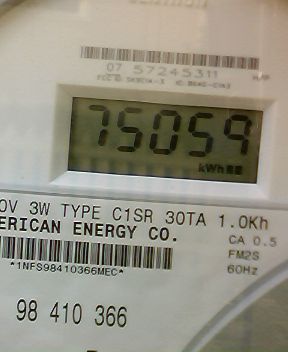 07 57245311
75059
kWh
0V 3W TYPE C1SR 30TA 1.0Kh
ERICAN ENERGY CO.
CA 0.5
FM2S
*1NFS98410366MEC*
60Hz
98 410 366